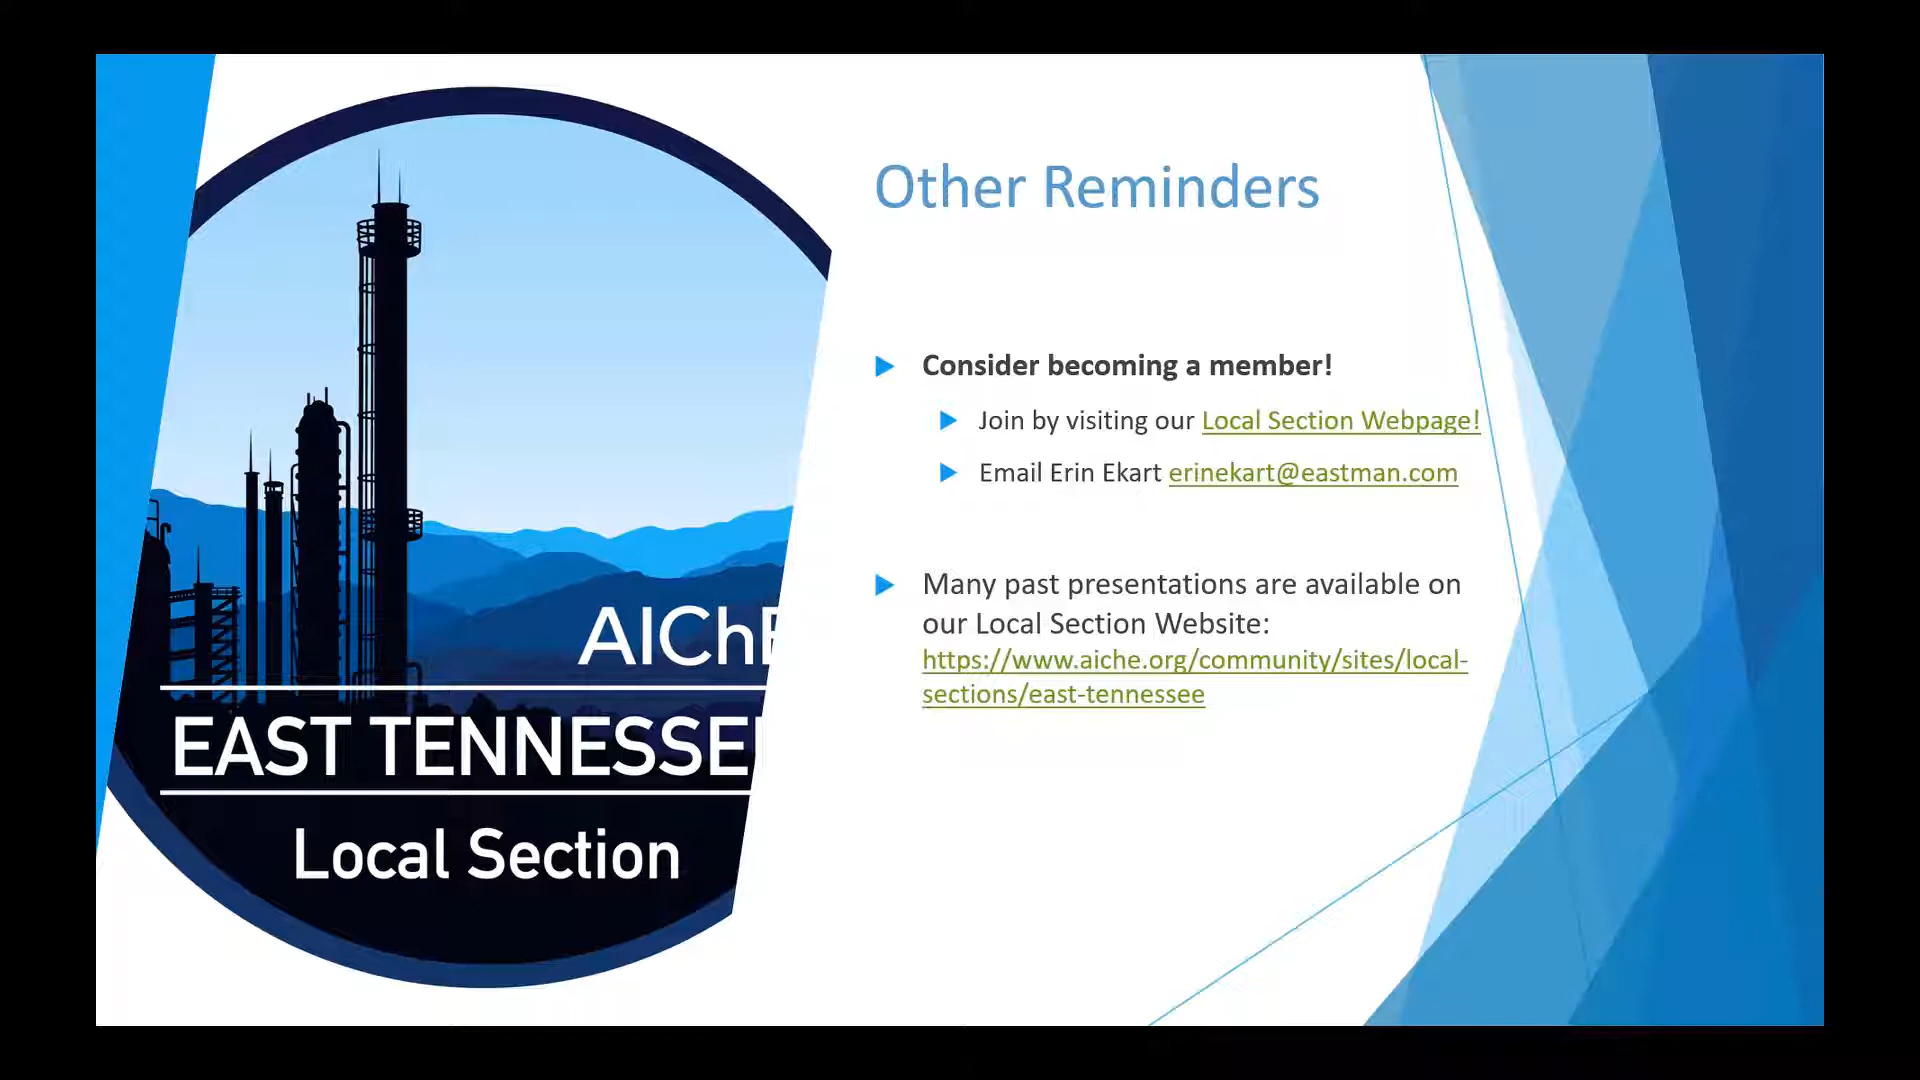 AIChE
EAST TENNESSEE
Local Section
Other Reminders
Consider becoming a member!
Join by visiting our Local Section Webpage!
Email Erin Ekart erinekart@eastman.com
Many past presentations are available on
our Local Section Website:
https://www.aiche.org/community/sites/local-
sections/east-tennessee